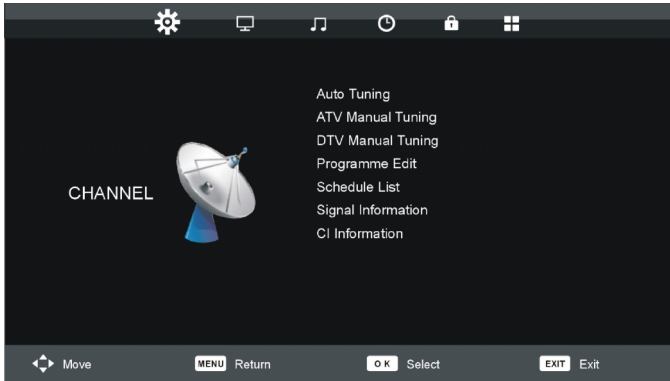 Auto Tuning
ATV Manual Tuning
DTV Manual Tuning
Programme Edit
CHANNEL
Schedule List
Signal Information
CI Information
Move
MENU Return
OK Select
EXIT Exit